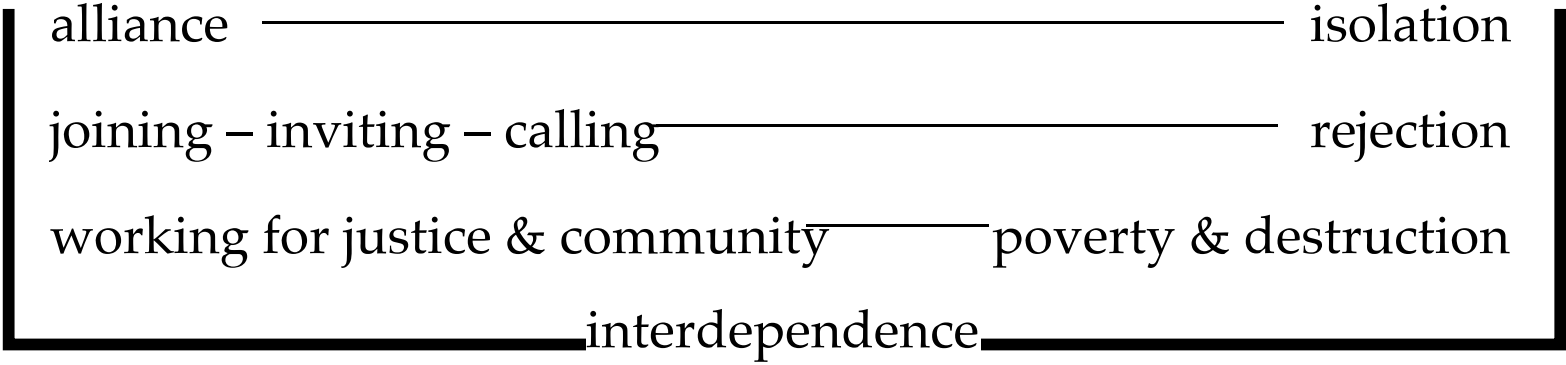 alliance isolation
joining – inviting – calling rejection
working for justice & community poverty & destruction
interdependence